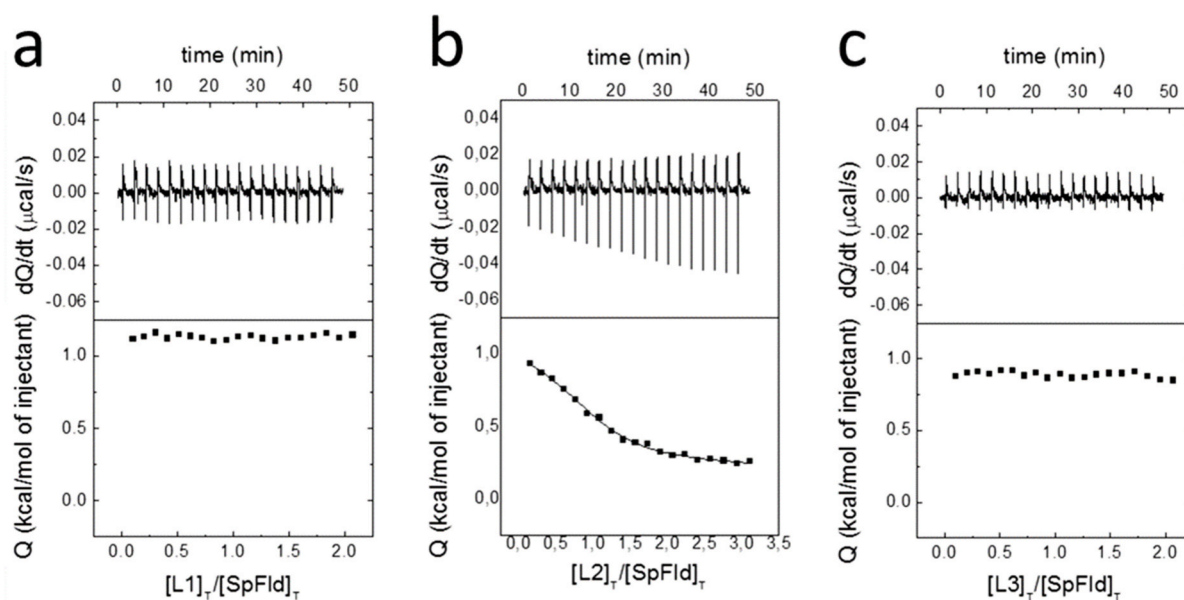 a
time (min)
0 10 20 30 40 50
dQ/dt (μcal/s)
0.04
0.02
0.00
-0.02
-0.04
-0.06
Q (kcal/mol of injectant)
1.0
0.5
0.0
0.0 0.5 1.0 1.5 2.0
[L1]T/[SpFld]T
b
time (min)
0 10 20 30 40 50
dQ/dt (μcal/s)
0,04
0,02
0,00
-0,02
-0,04
-0,06
Q (kcal/mol of injectant)
1,0
0,5
0,0
0,0 0,5 1,0 1,5 2,0 2,5 3,0 3,5
[L2]T/[SpFld]T
c
time (min)
0 10 20 30 40 50
dQ/dt (μcal/s)
0.04
0.02
0.00
-0.02
-0.04
-0.06
Q (kcal/mol of injectant)
1.0
0.5
0.0
0.0 0.5 1.0 1.5 2.0
[L3]T/[SpFld]T